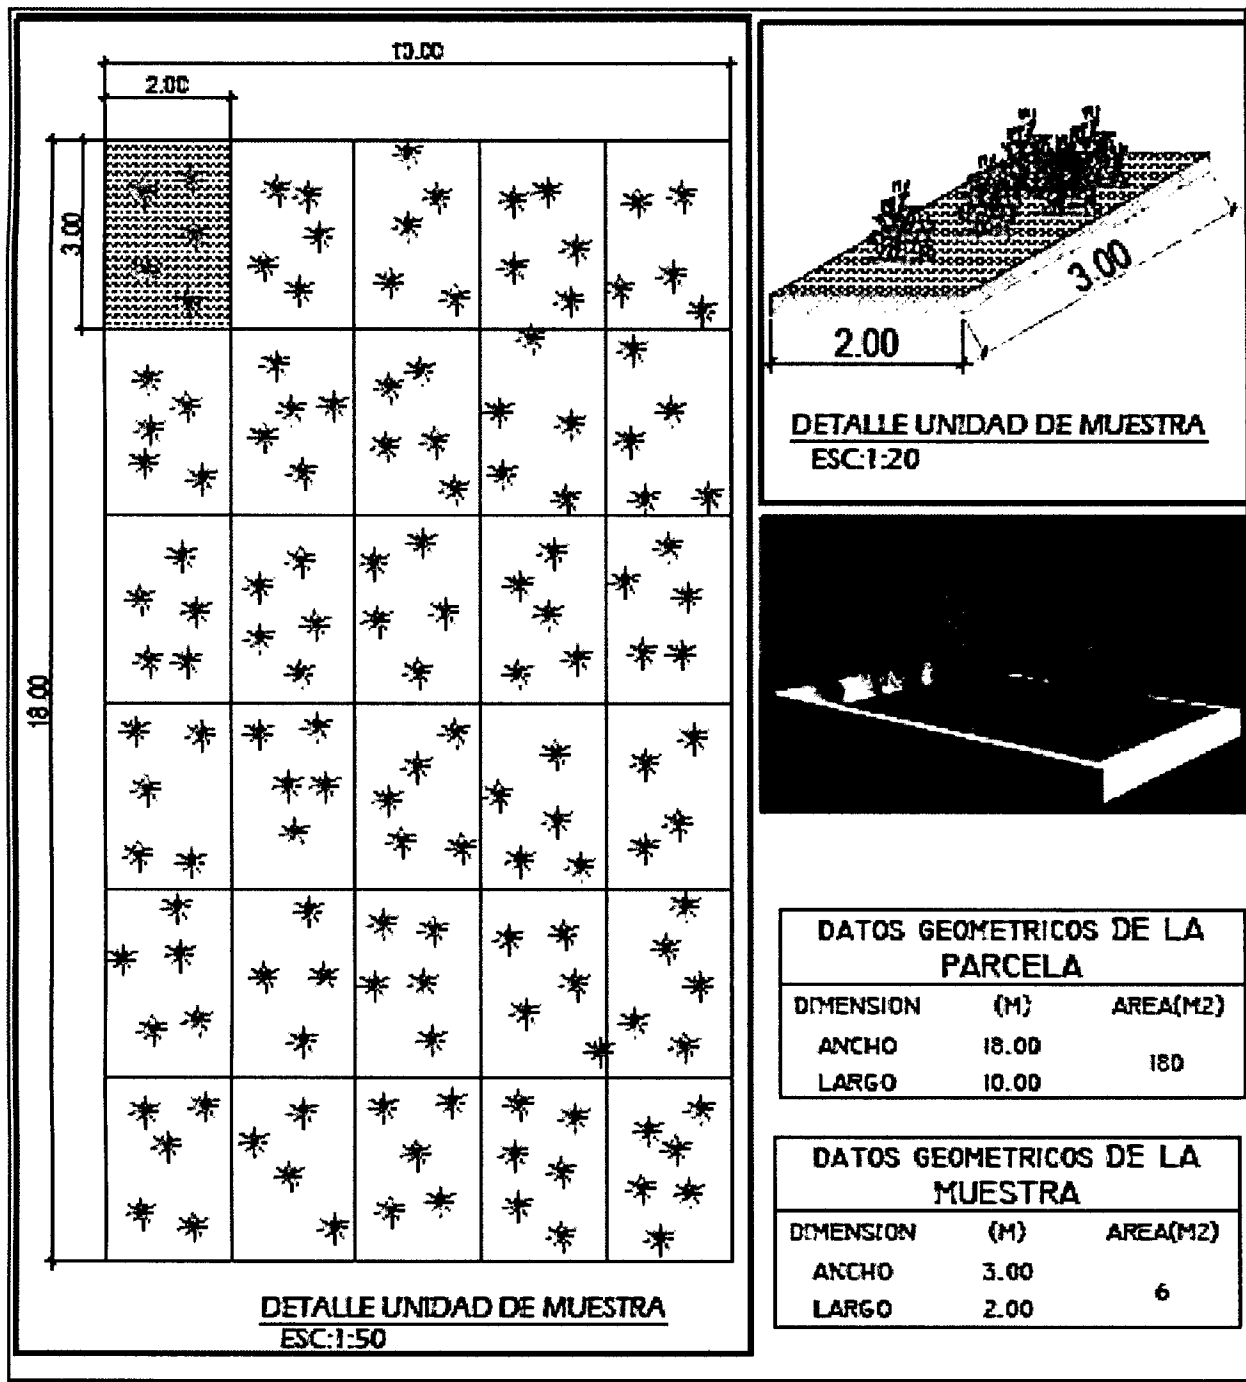 10.00
2.00
3.00
18.00
DETALLE UNIDAD DE MUESTRA
ESC:1:50
3.00
2.00
DETALLE UNIDAD DE MUESTRA
ESC:1:20
DATOS GEOMETRICOS DE LA
PARCELA
DIMENSION (M) AREA(M2)
ANCHO 18.00
180
LARGO 10.00
DATOS GEOMETRICOS DE LA
MUESTRA
DIMENSION (M) AREA(M2)
ANCHO 3.00
6
LARGO 2.00